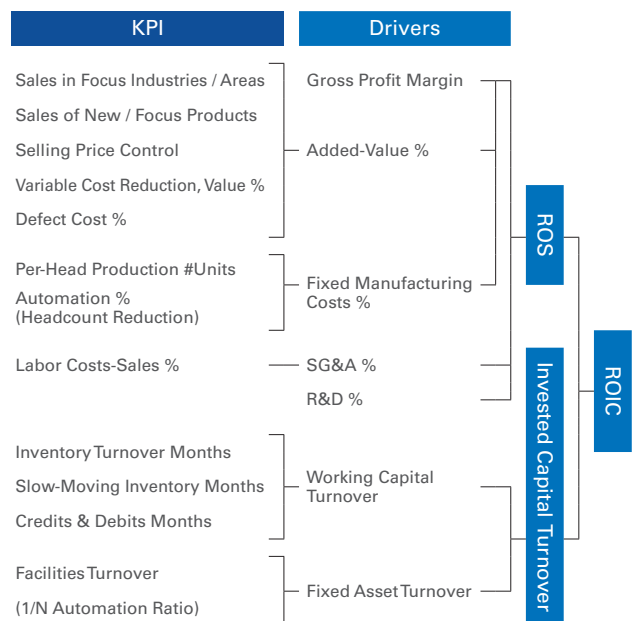 KPI
Drivers
Sales in Focus Industries / Areas
Sales of New / Focus Products
Selling Price Control
Variable Cost Reduction, Value %
Defect Cost %
Per-Head Production #Units
Automation %
(Headcount Reduction)
Labor Costs-Sales %
Inventory Turnover Months
Slow-Moving Inventory Months
Credits & Debits Months
Facilities Turnover
(1/N Automation Ratio)
Gross Profit Margin
Added-Value %
Fixed Manufacturing
Costs %
SG&A %
R&D %
Working Capital
Turnover
Fixed Asset Turnover
ROS
Invested Capital Turnover
ROIC